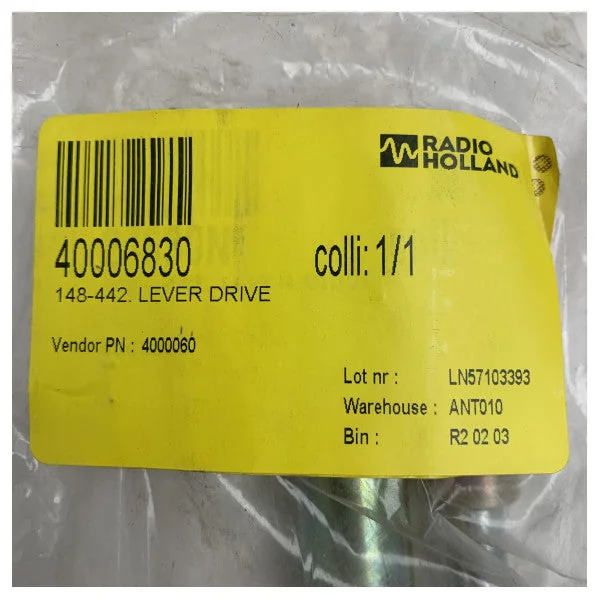 RADIO
HOLLAND
40006830
colli: 1/1
148-442. LEVER DRIVE
Vendor PN : 4000060
Lot nr : LN57103393
Warehouse : ANT010
Bin : R2 02 03